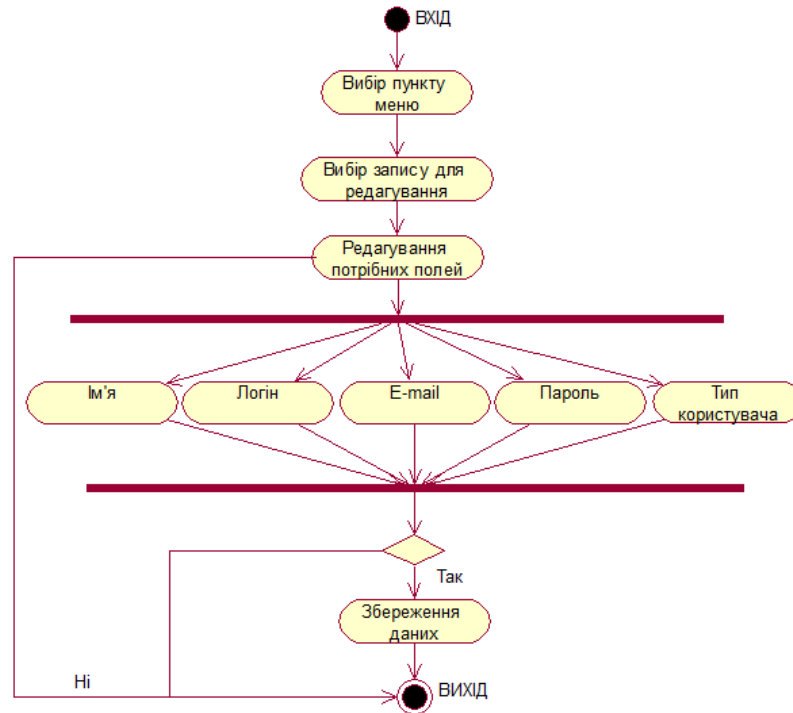 ВХІД
Вибір пункту
меню
Вибір запису для
редагування
Редагування
потрібних полей
Ім'я
Логін
E-mail
Пароль
Тип
користувача
Так
Збереження
даних
Ні
ВИХІД